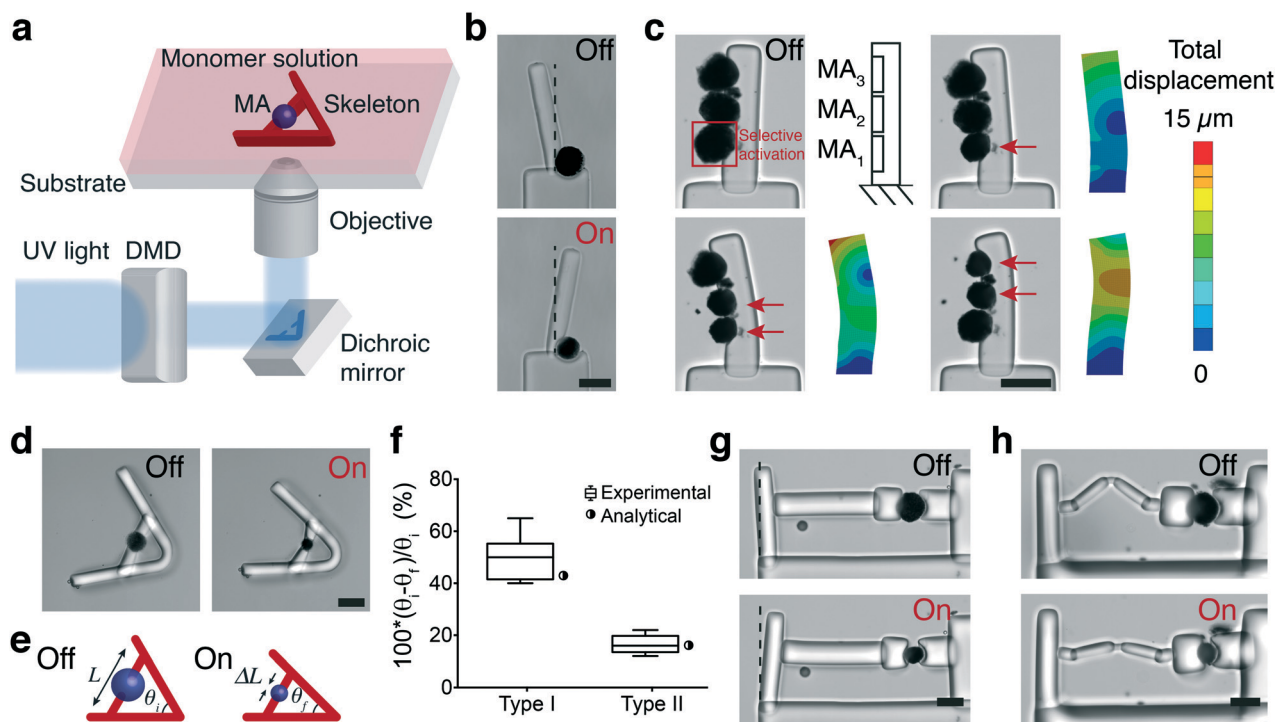 a
Monomer solution
MA
Skeleton
Substrate
Objective
UV light
DMD
Dichroic
mirror
b
Off
On
c
Off
Selective
activation
MA₃
MA₂
MA₁
Total
displacement
15 µm
0
d
Off
On
e
Off
L
θᵢ
On
ΔL
θ_f
f
100*(θᵢ-θ_f)/θᵢ (%)
80
60
40
20
0
Experimental
Analytical
Type I
Type II
g
Off
On
h
Off
On